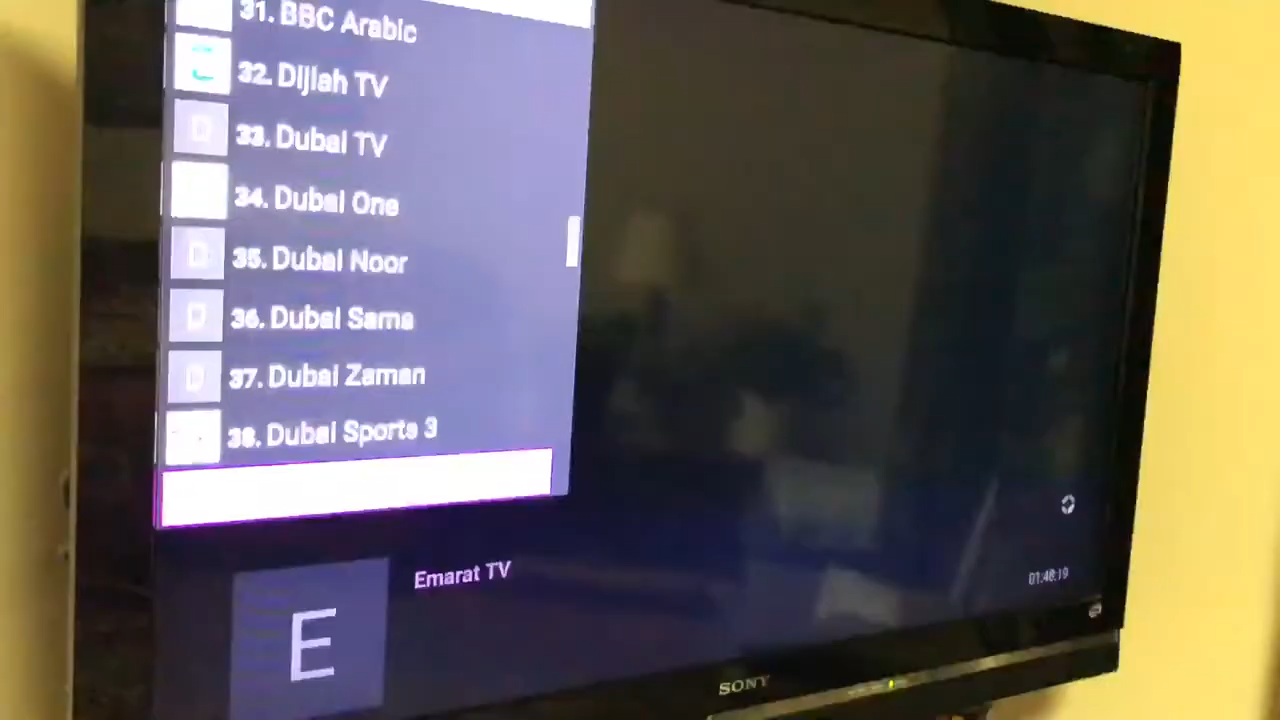 31. BBC Arabic
32. Dijlah TV
D
33. Dubai TV
34. Dubai One
D
35. Dubai Noor
D
36. Dubai Sama
D
37. Dubai Zaman
38. Dubai Sports 3
Emarat TV
E
01:48:19
SONY